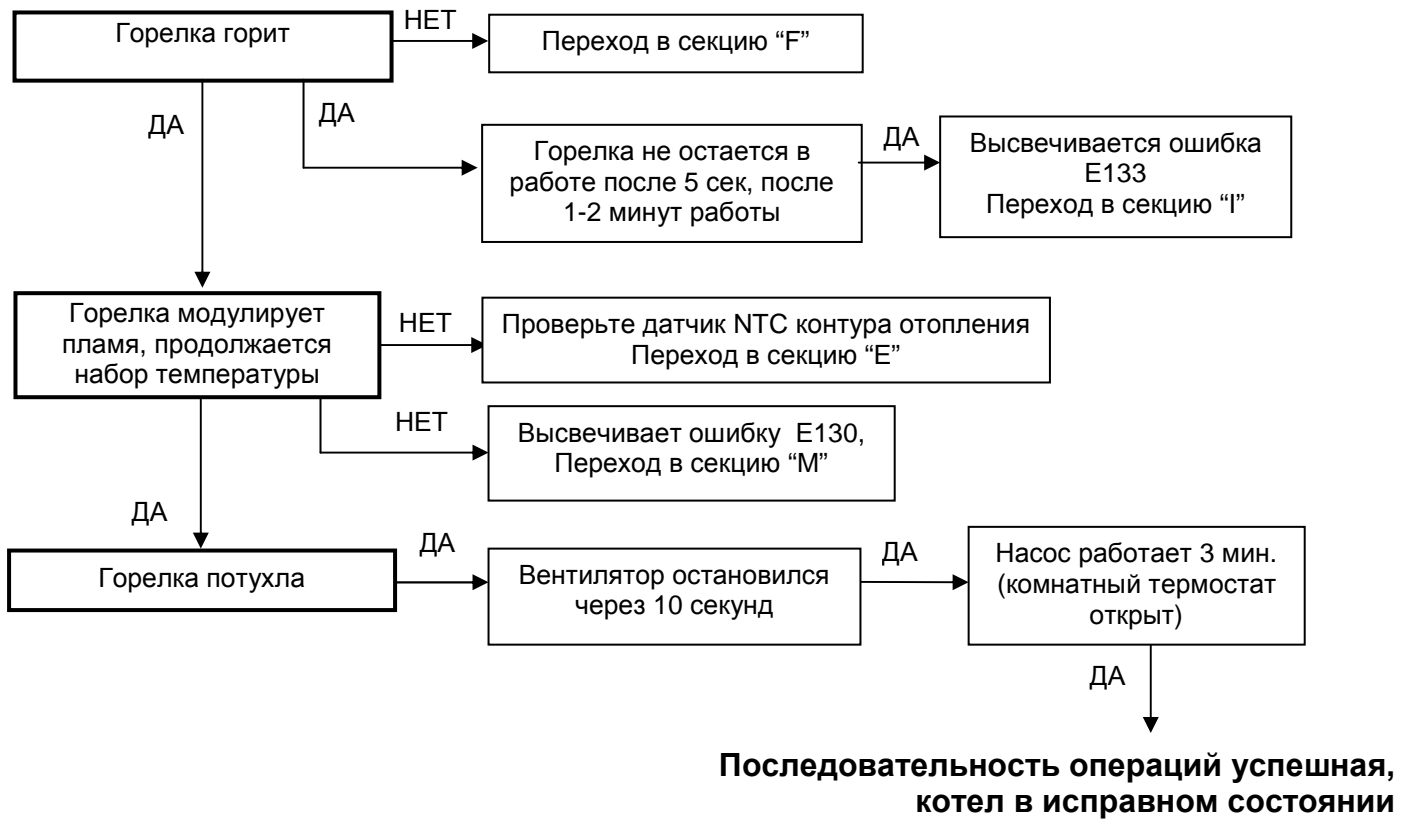 Горелка горит
НЕТ
Переход в секцию “F”
ДА
ДА
Горелка не остается в
работе после 5 сек, после
1-2 минут работы
ДА
Высвечивается ошибка
E133
Переход в секцию “I”
Горелка модулирует
пламя, продолжается
набор температуры
НЕТ
Проверьте датчик NTC контура отопления
Переход в секцию “E”
НЕТ
Высвечивает ошибку E130,
Переход в секцию “M”
ДА
Горелка потухла
ДА
Вентилятор остановился
через 10 секунд
ДА
Насос работает 3 мин.
(комнатный термостат
открыт)
ДА
Последовательность операций успешная,
котел в исправном состоянии